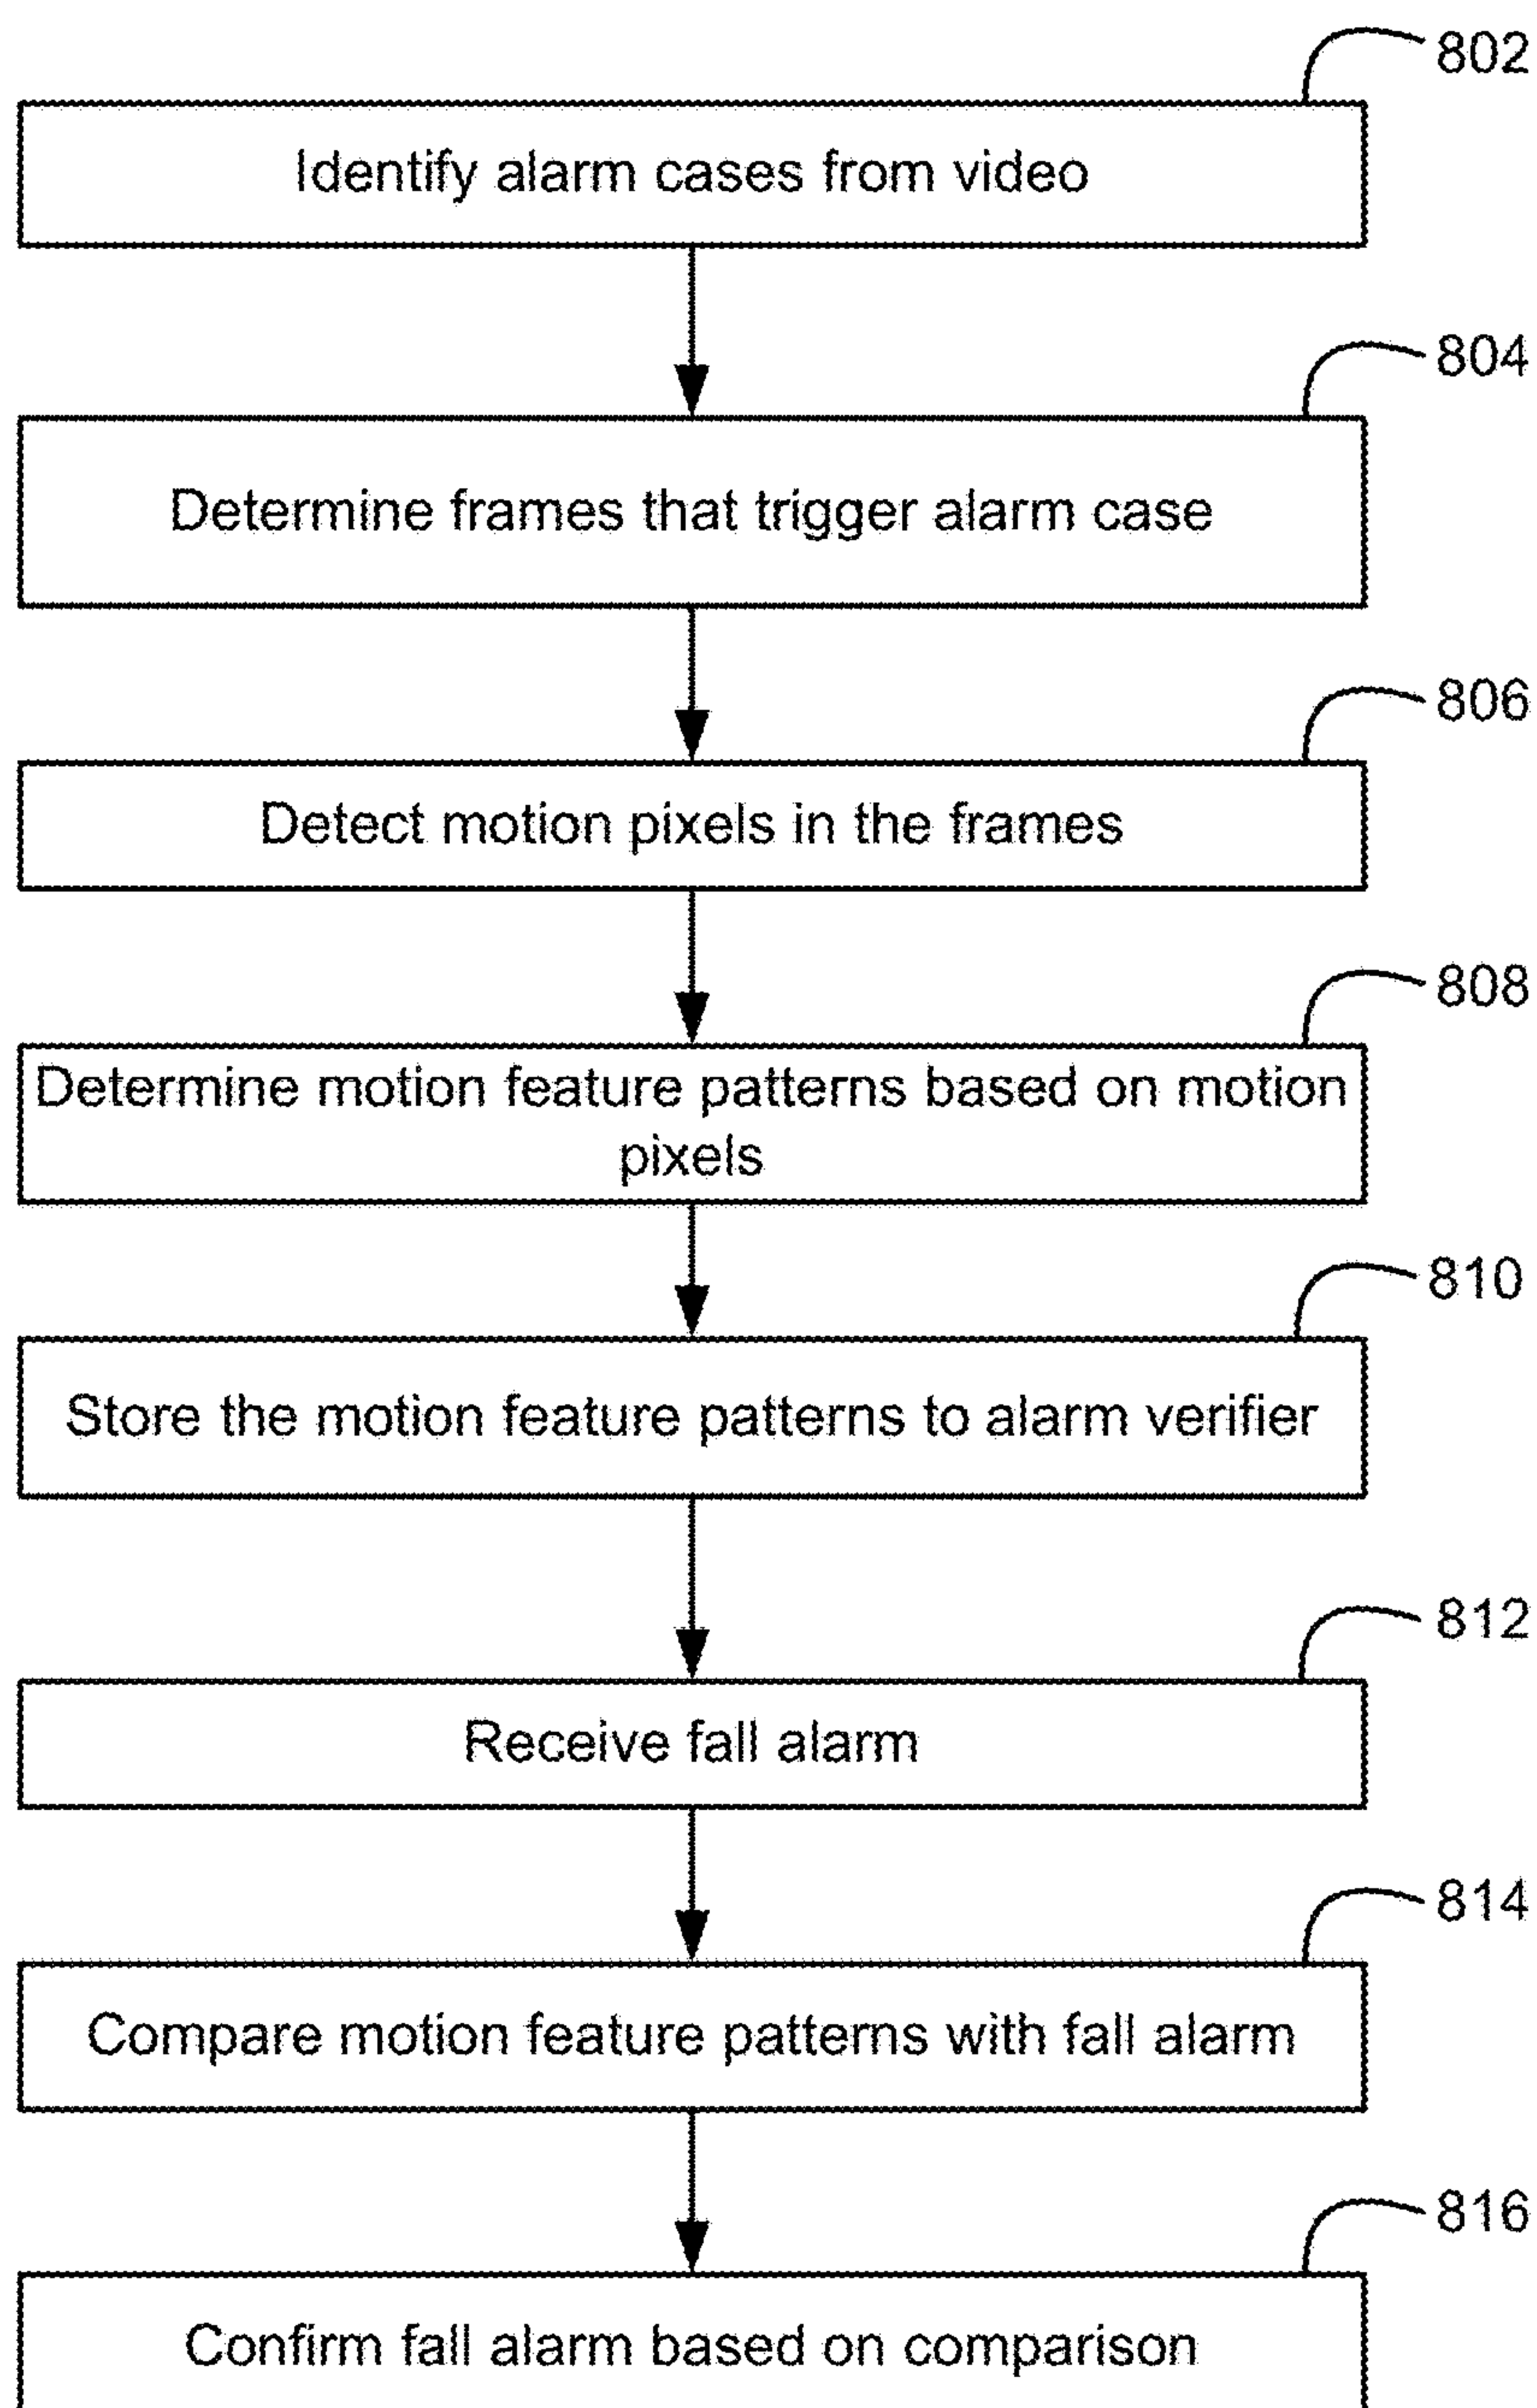 802
Identify alarm cases from video
804
Determine frames that trigger alarm case
806
Detect motion pixels in the frames
808
Determine motion feature patterns based on motion
pixels
810
Store the motion feature patterns to alarm verifier
812
Receive fall alarm
814
Compare motion feature patterns with fall alarm
816
Confirm fall alarm based on comparison